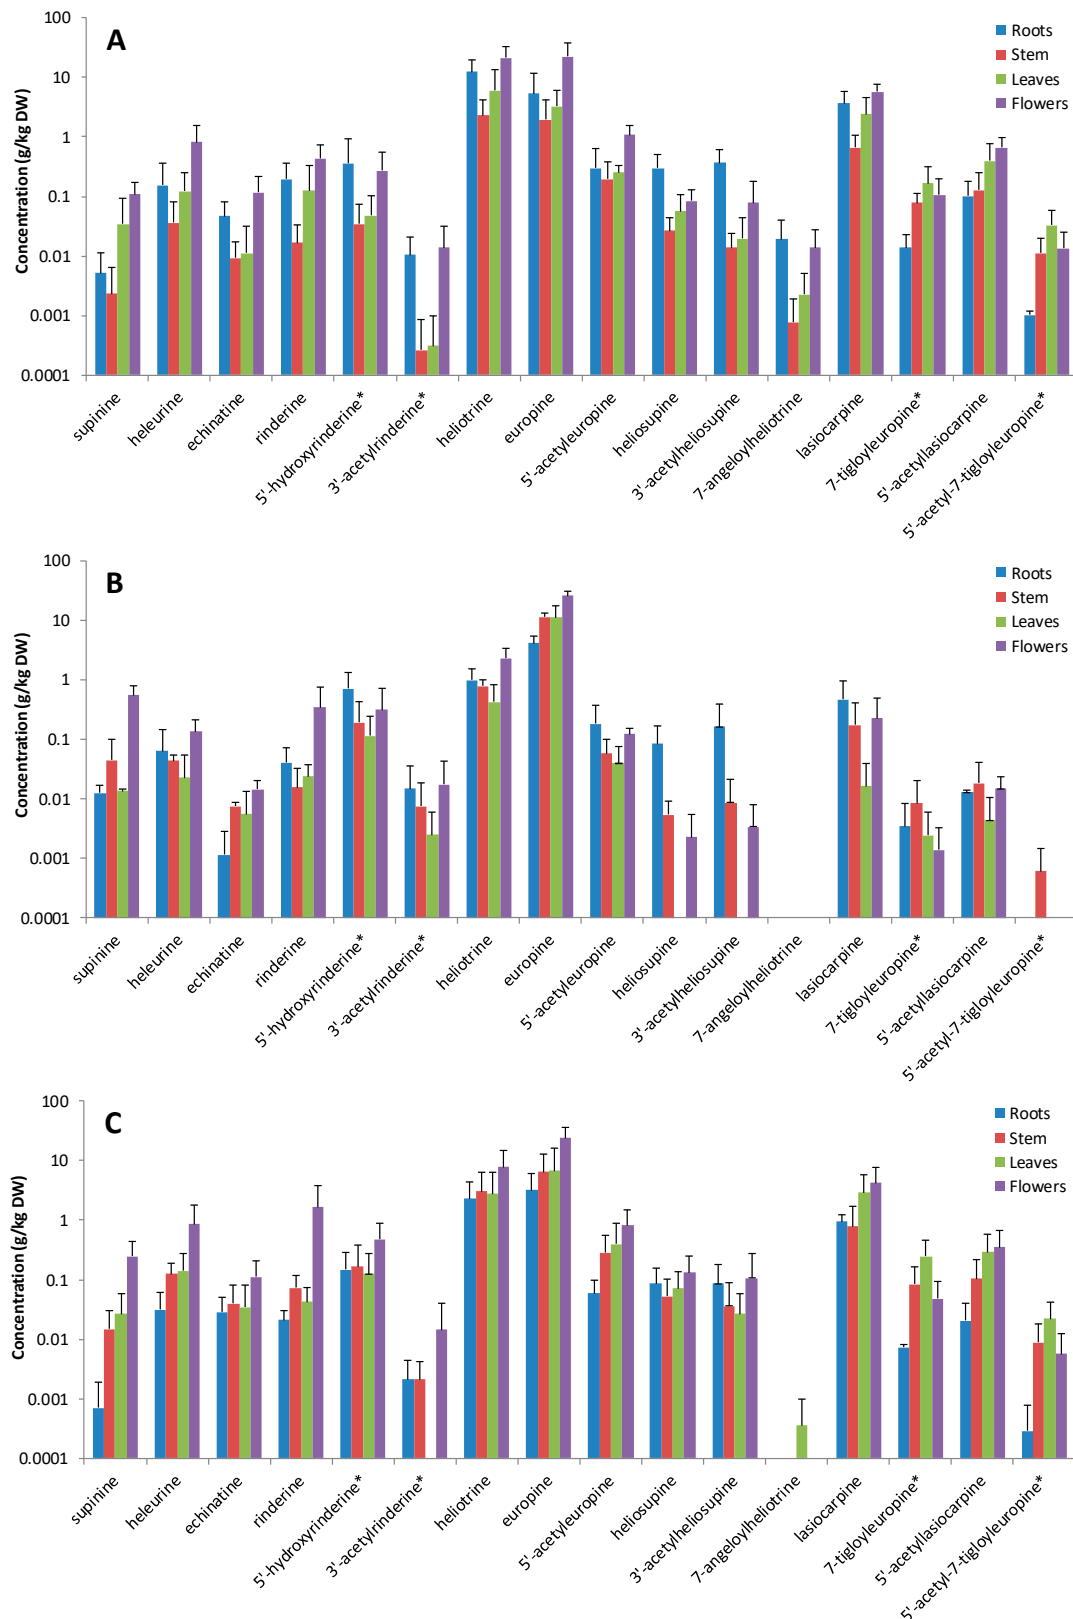 A
Concentration (g/kg DW)
100
10
1
0.1
0.01
0.001
0.0001
Roots
Stem
Leaves
Flowers
supinine
heleurine
echinatine
rinderine
5'-hydroxyrinderine*
3'-acetylrinderine*
heliotrine
europine
5'-acetyleuropine
heliosupine
3'-acetylheliosupine
7-angeloylheliotrine
lasiocarpine
7-tigloyleuropine*
5'-acetyllasiocarpine
5'-acetyl-7-tigloyleuropine*
B
Concentration (g/kg DW)
100
10
1
0.1
0.01
0.001
0.0001
Roots
Stem
Leaves
Flowers
supinine
heleurine
echinatine
rinderine
5'-hydroxyrinderine*
3'-acetylrinderine*
heliotrine
europine
5'-acetyleuropine
heliosupine
3'-acetylheliosupine
7-angeloylheliotrine
lasiocarpine
7-tigloyleuropine*
5'-acetyllasiocarpine
5'-acetyl-7-tigloyleuropine*
C
Concentration (g/kg DW)
100
10
1
0.1
0.01
0.001
0.0001
Roots
Stem
Leaves
Flowers
supinine
heleurine
echinatine
rinderine
5'-hydroxyrinderine*
3'-acetylrinderine*
heliotrine
europine
5'-acetyleuropine
heliosupine
3'-acetylheliosupine
7-angeloylheliotrine
lasiocarpine
7-tigloyleuropine*
5'-acetyllasiocarpine
5'-acetyl-7-tigloyleuropine*